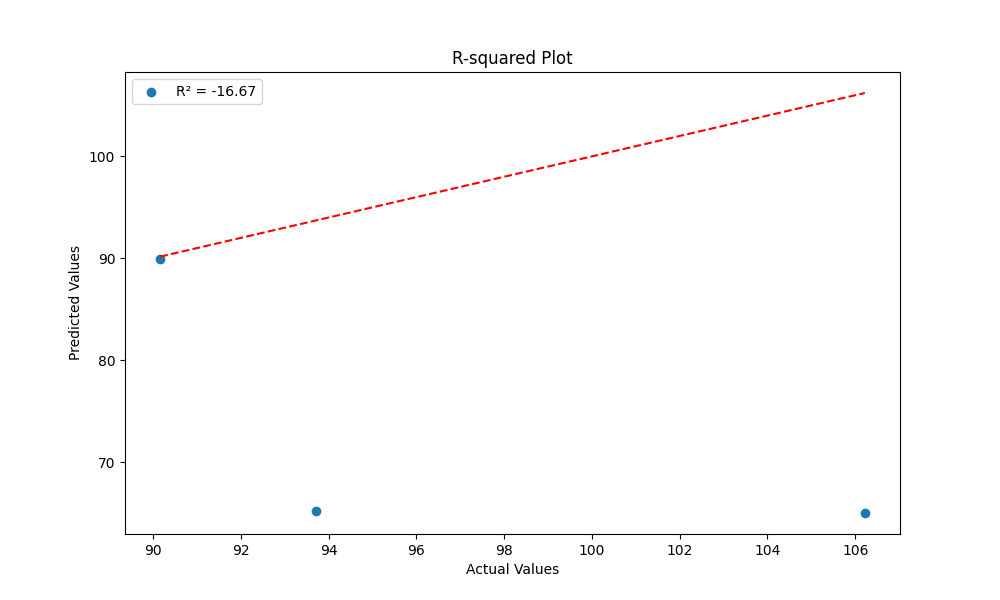 R-squared Plot
R² = -16.67
100
90
80
70
Predicted Values
90 92 94 96 98 100 102 104 106
Actual Values